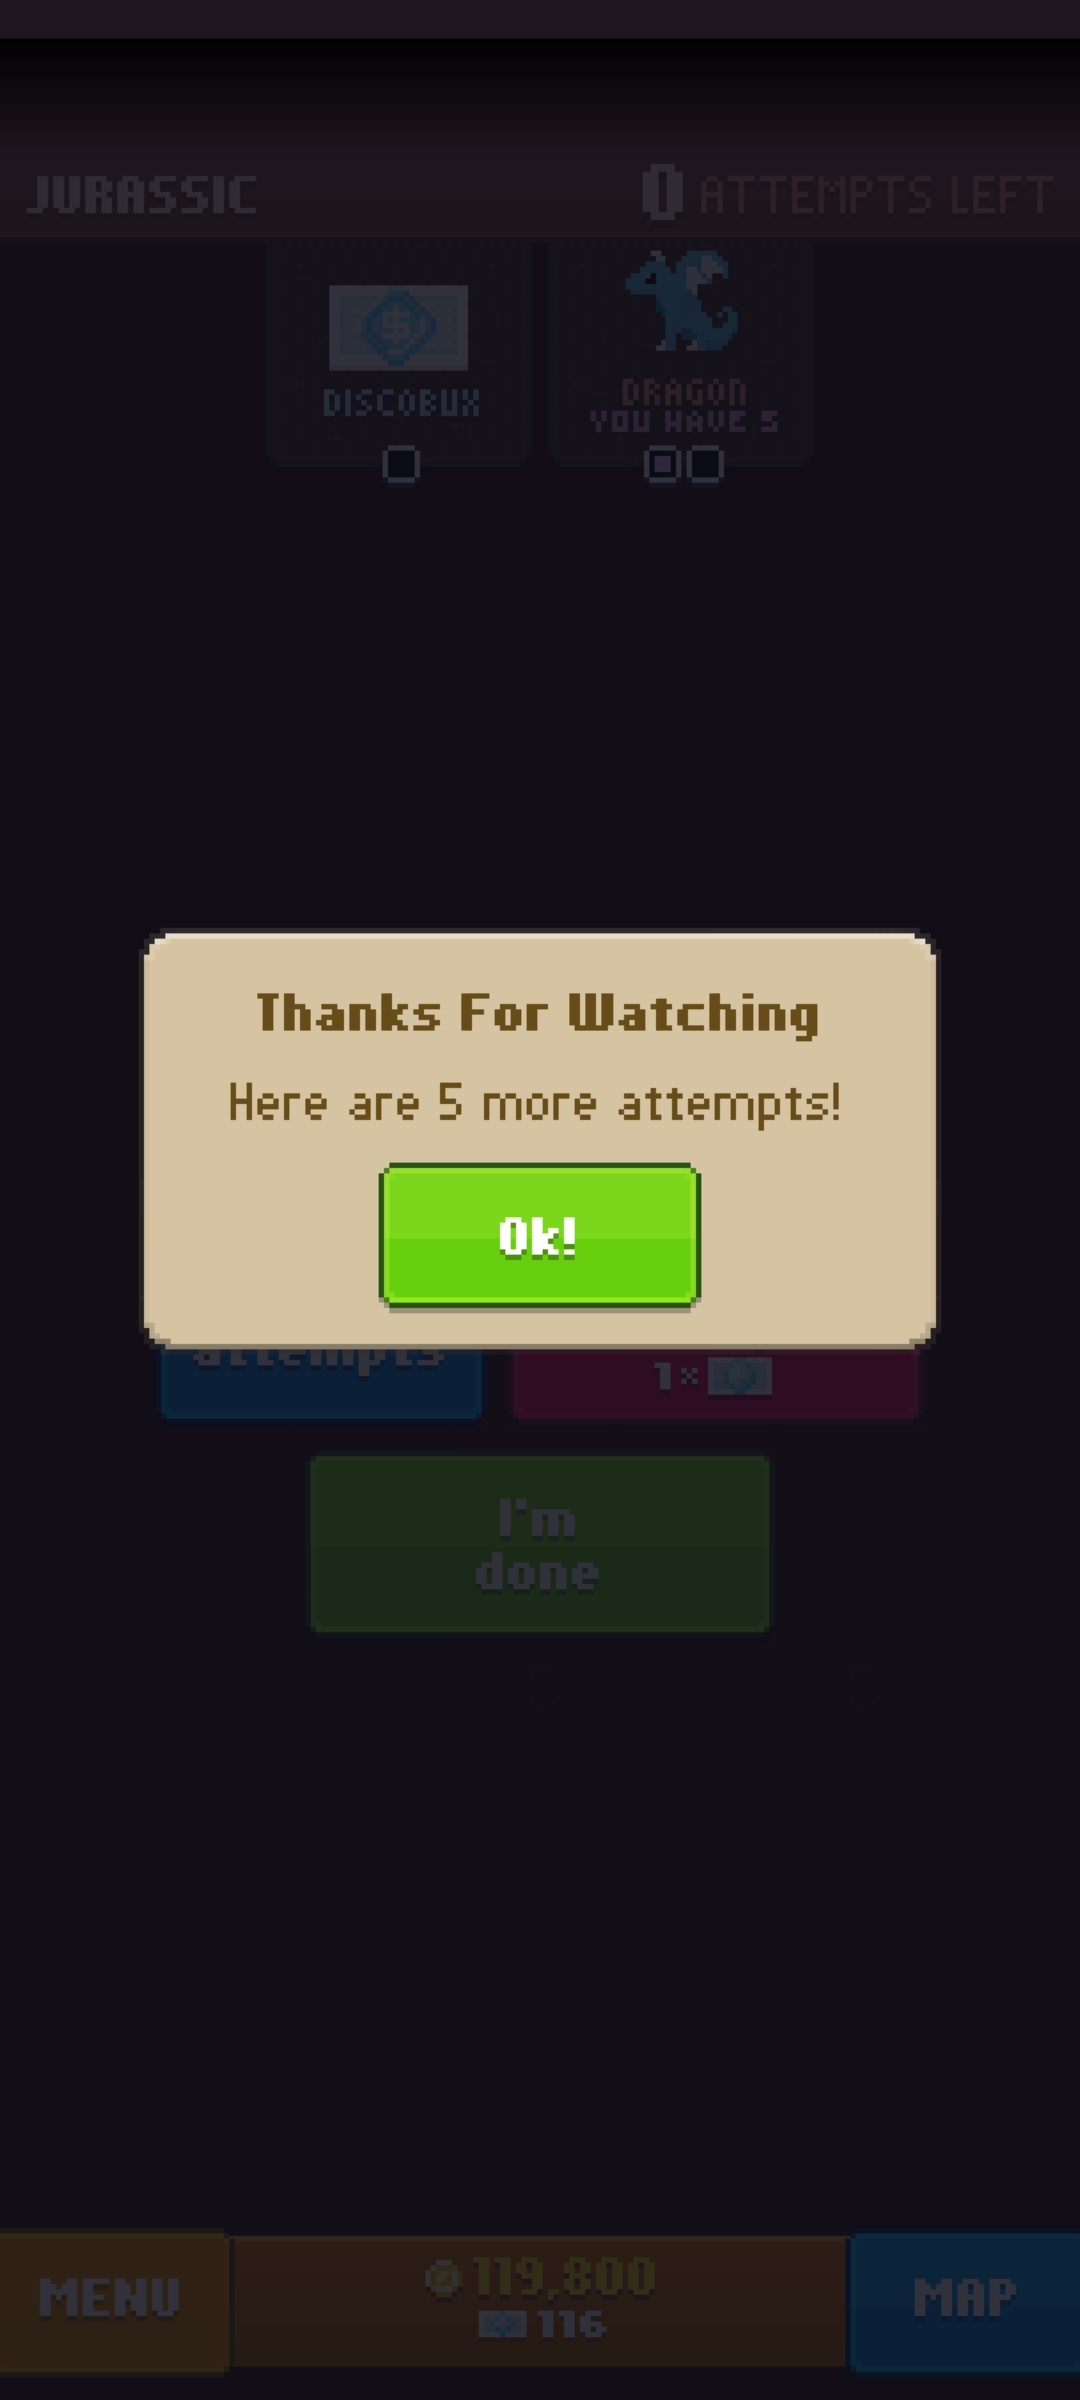 JURASSIC
0 ATTEMPTS LEFT
$
DISCOBUX
DRAGON
YOU HAVE 5
Thanks For Watching
Here are 5 more attempts!
Ok!
attempts
1×
I'm
done
MENU
119,800
116
MAP